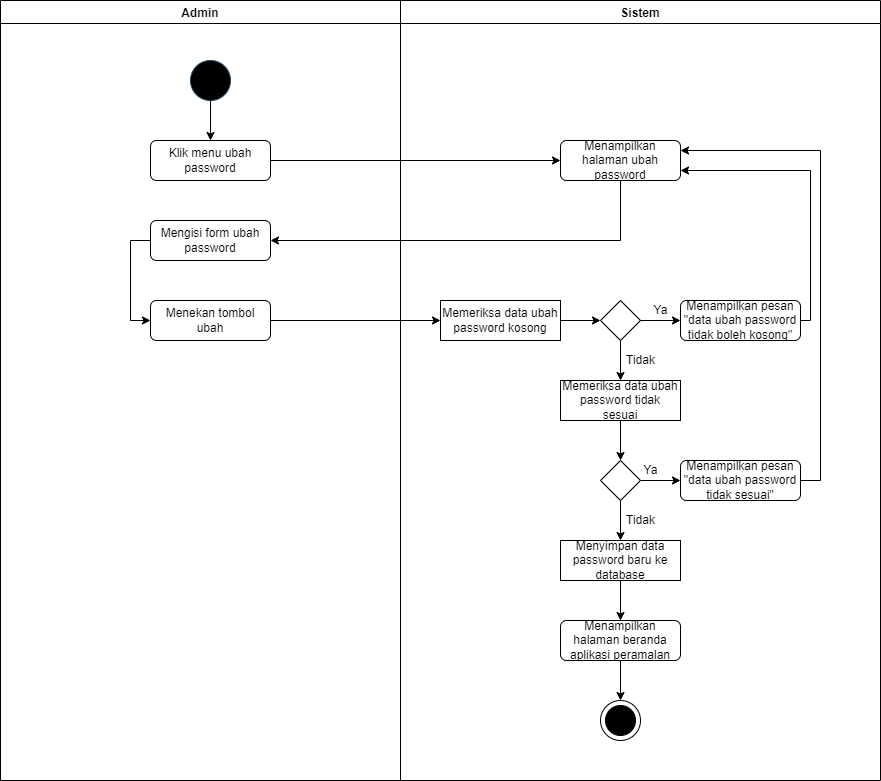 Admin
Sistem
Klik menu ubah
password
Menampilkan
halaman ubah
password
Mengisi form ubah
password
Menekan tombol
ubah
Memeriksa data ubah
password kosong
Ya
Menampilkan pesan
"data ubah password
tidak boleh kosong"
Tidak
Memeriksa data ubah
password tidak
sesuai
Ya
Menampilkan pesan
"data ubah password
tidak sesuai"
Tidak
Menyimpan data
password baru ke
database
Menampilkan
halaman beranda
aplikasi peramalan